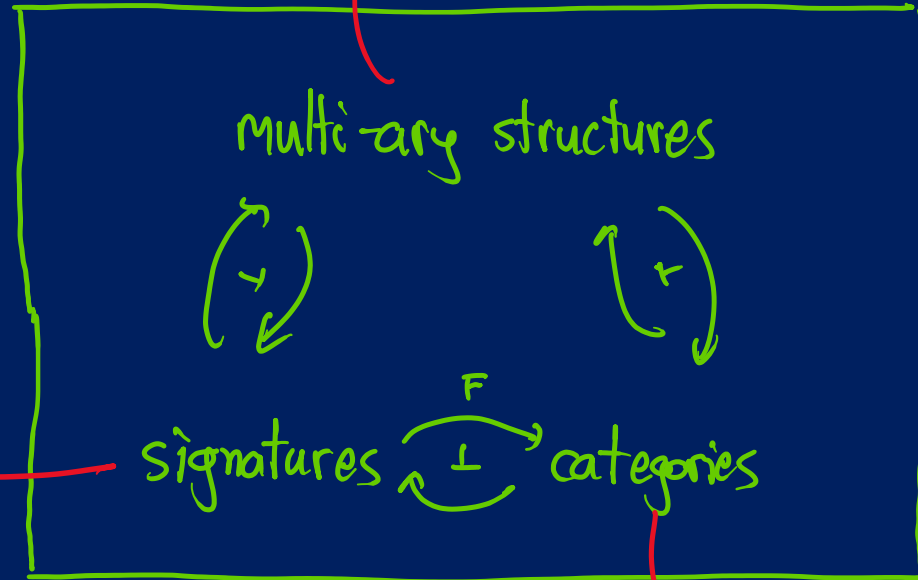 multi-ary structures
⊣ ⊣
F
signatures ⊥ categories